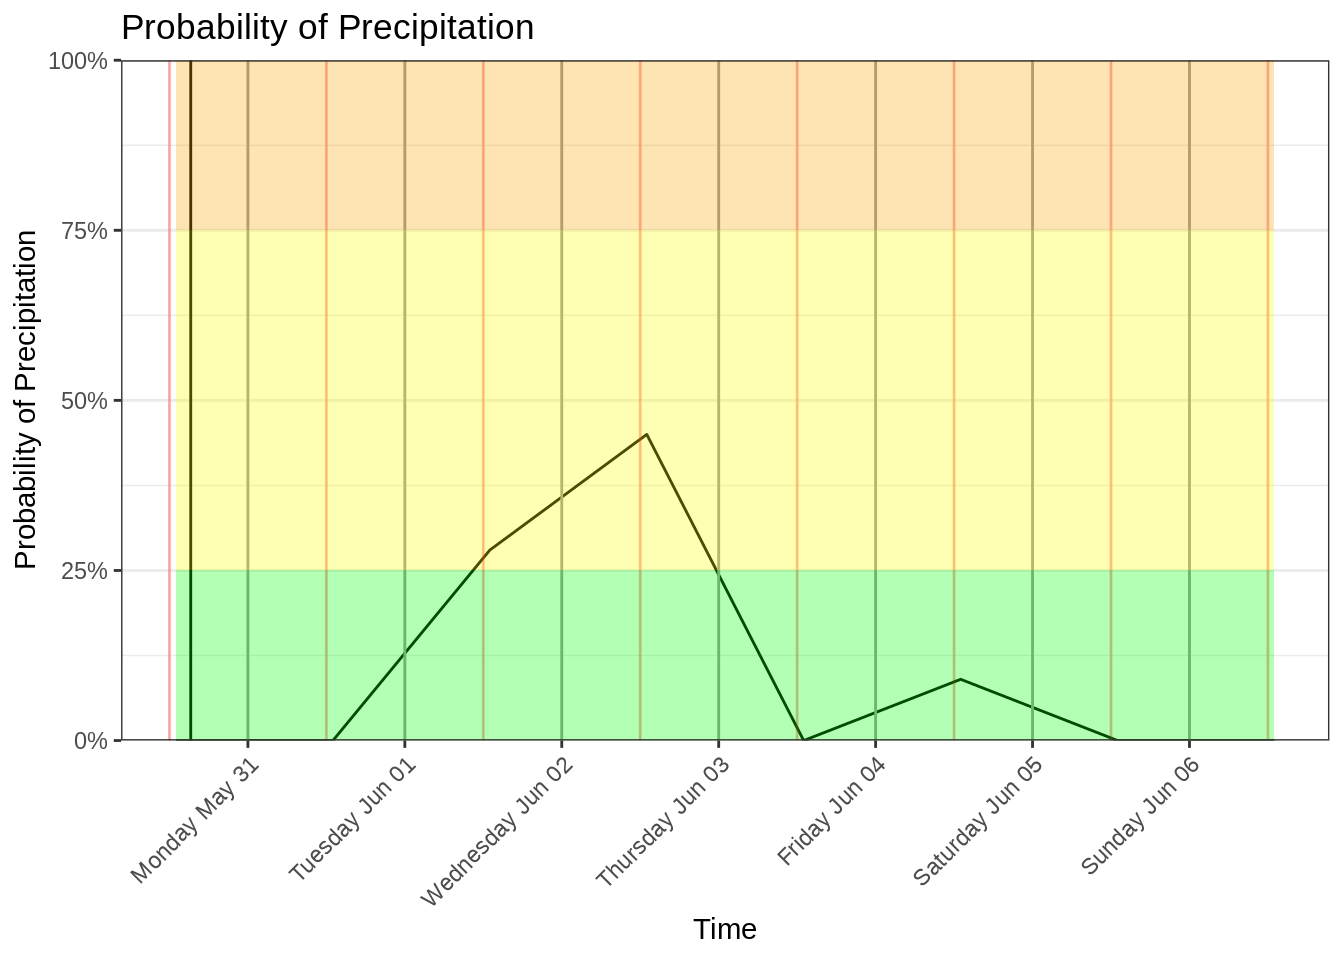 Probability of Precipitation
100%
75%
50%
25%
0%
Probability of Precipitation
Monday May 31
Tuesday Jun 01
Wednesday Jun 02
Thursday Jun 03
Friday Jun 04
Saturday Jun 05
Sunday Jun 06
Time